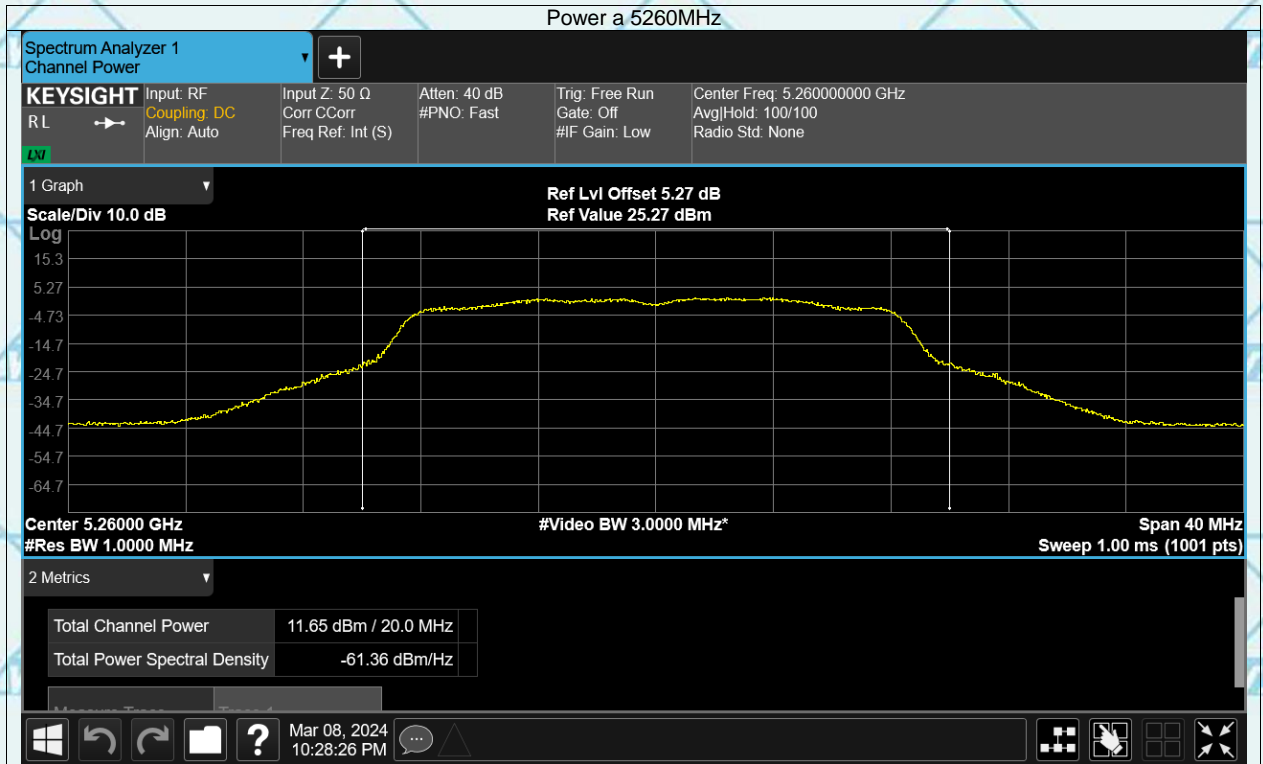 Power a 5260MHz
Spectrum Analyzer 1
Channel Power
+
KEYSIGHT
R L
LXI
Input: RF
Coupling: DC
Align: Auto
Input Z: 50 Ω
Corr CCorr
Freq Ref: Int (S)
Atten: 40 dB
#PNO: Fast
Trig: Free Run
Gate: Off
#IF Gain: Low
Center Freq: 5.260000000 GHz
Avg|Hold: 100/100
Radio Std: None
1 Graph
Scale/Div 10.0 dB
Ref Lvl Offset 5.27 dB
Ref Value 25.27 dBm
Log
15.3
5.27
-4.73
-14.7
-24.7
-34.7
-44.7
-54.7
-64.7
Center 5.26000 GHz
#Video BW 3.0000 MHz*
Span 40 MHz
#Res BW 1.0000 MHz
Sweep 1.00 ms (1001 pts)
2 Metrics
Total Channel Power 11.65 dBm / 20.0 MHz
Total Power Spectral Density -61.36 dBm/Hz
Measure Trace Trace 1
?
Mar 08, 2024
10:28:26 PM